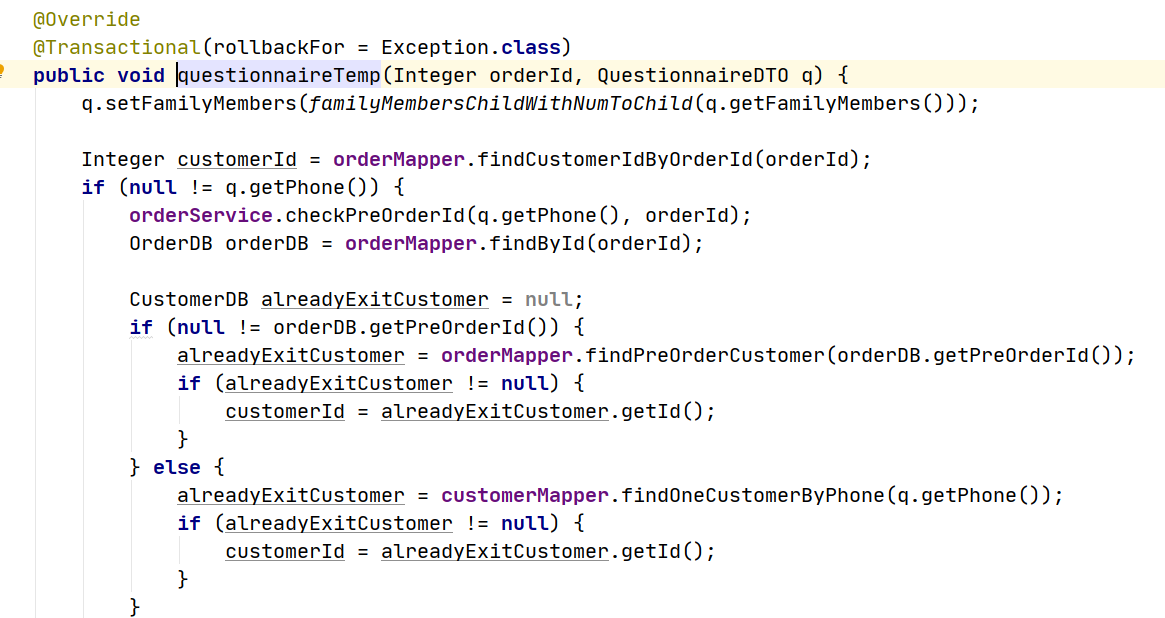 @Override
@Transactional(rollbackFor = Exception.class)
public void questionnaireTemp(Integer orderId, QuestionnaireDTO q) {
q.setFamilyMembers(familyMembersChildWithNumToChild(q.getFamilyMembers()));
Integer customerId = orderMapper.findCustomerIdByOrderId(orderId);
if (null != q.getPhone()) {
orderService.checkPreOrderId(q.getPhone(), orderId);
OrderDB orderDB = orderMapper.findById(orderId);
CustomerDB alreadyExitCustomer = null;
if (null != orderDB.getPreOrderId()) {
alreadyExitCustomer = orderMapper.findPreOrderCustomer(orderDB.getPreOrderId());
if (alreadyExitCustomer != null) {
customerId = alreadyExitCustomer.getId();
}
} else {
alreadyExitCustomer = customerMapper.findOneCustomerByPhone(q.getPhone());
if (alreadyExitCustomer != null) {
customerId = alreadyExitCustomer.getId();
}
}